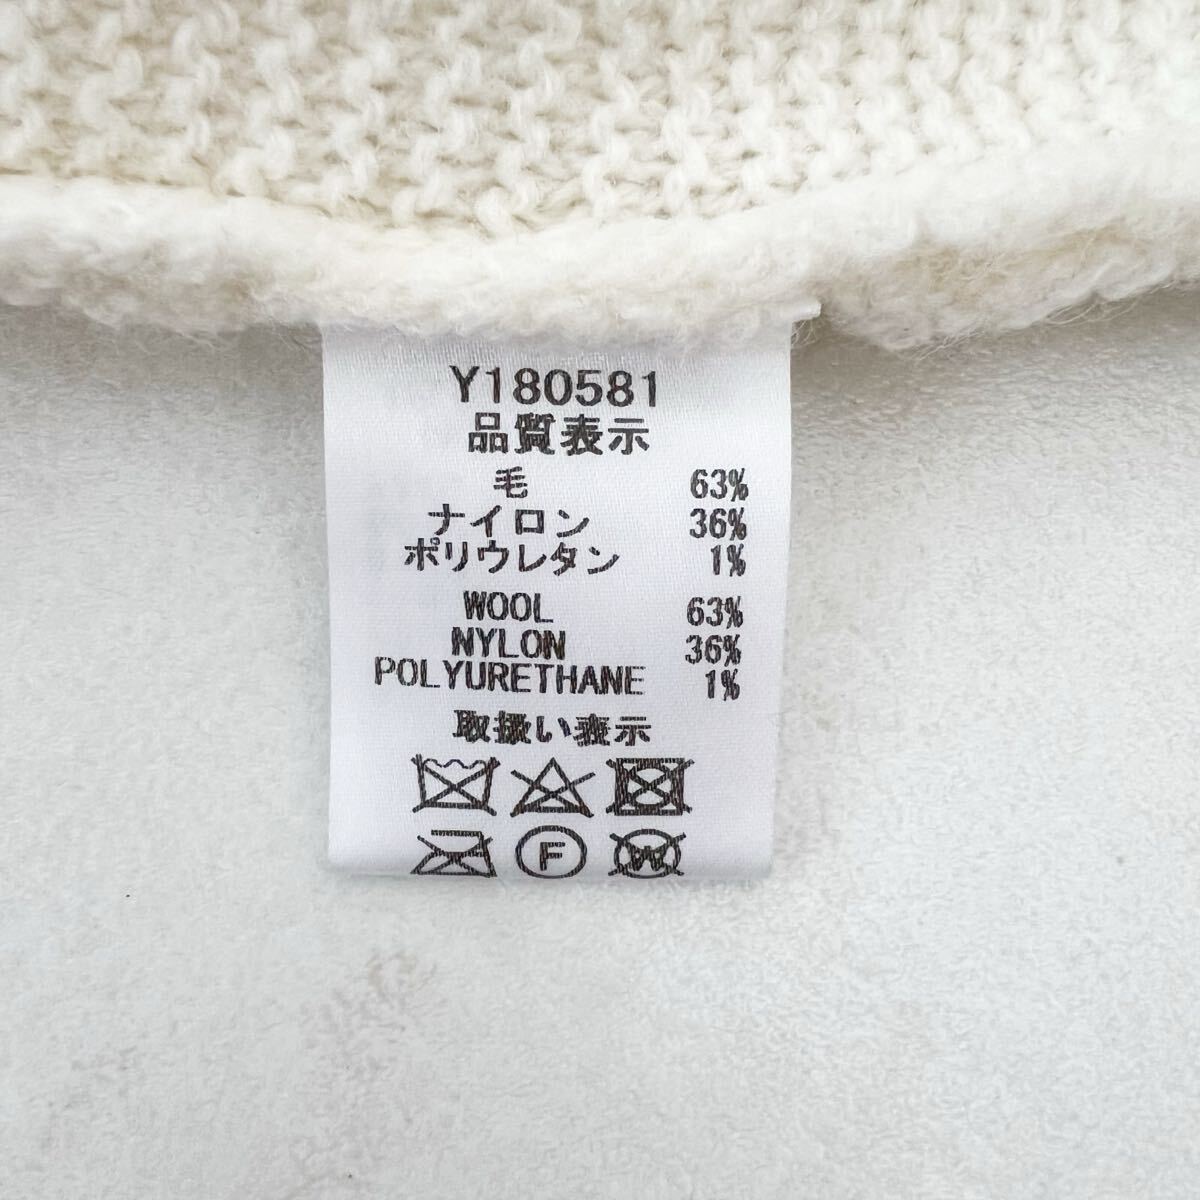 Y180581
品質表示
毛 63%
ナイロン 36%
ポリウレタン 1%
WOOL 63%
NYLON 36%
POLYURETHANE 1%
取扱い表示
F W